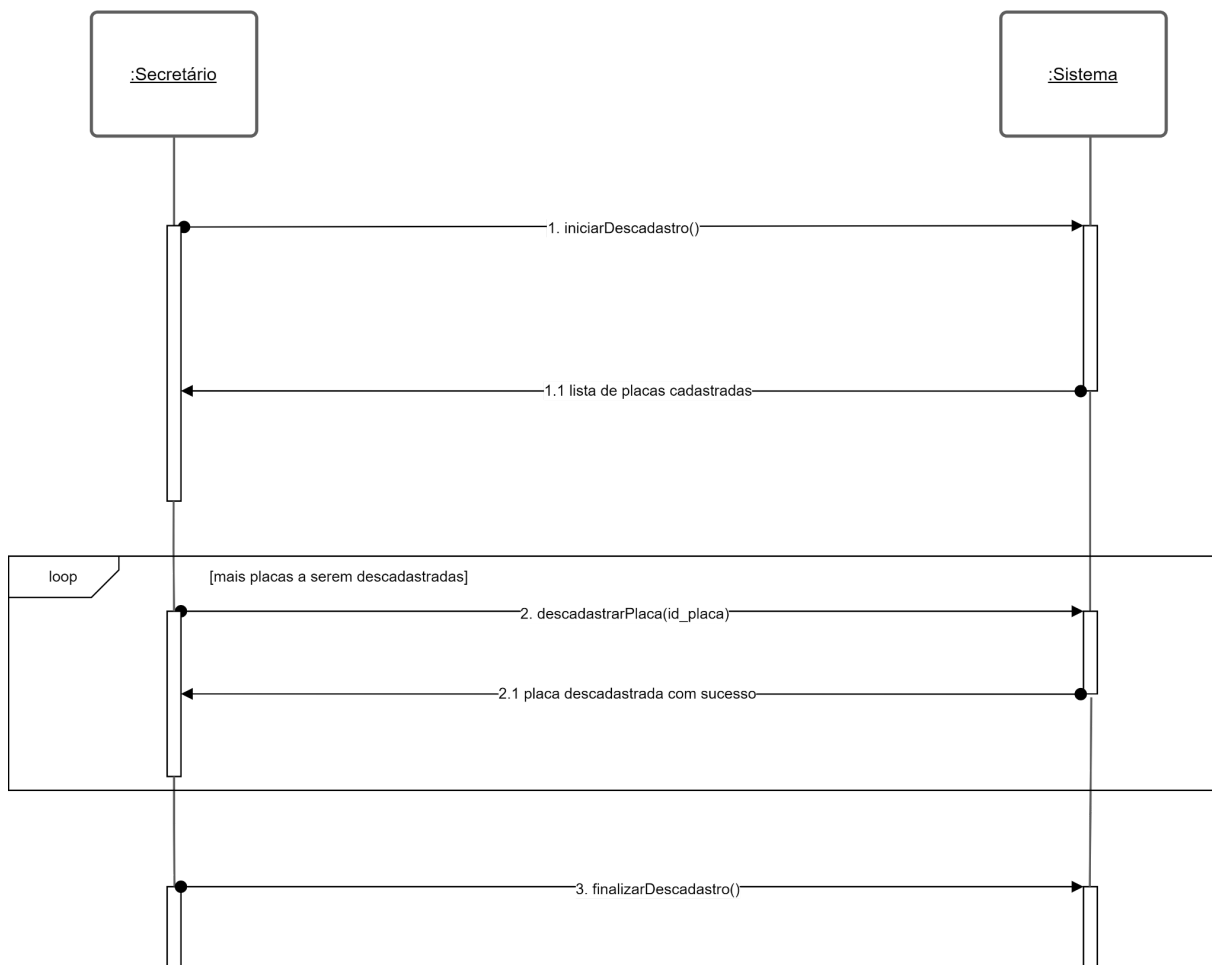 :Secretário
:Sistema
1. iniciarDescadastro()
1.1 lista de placas cadastradas
loop
[mais placas a serem descadastradas]
2. descadastrarPlaca(id_placa)
2.1 placa descadastrada com sucesso
3. finalizarDescadastro()